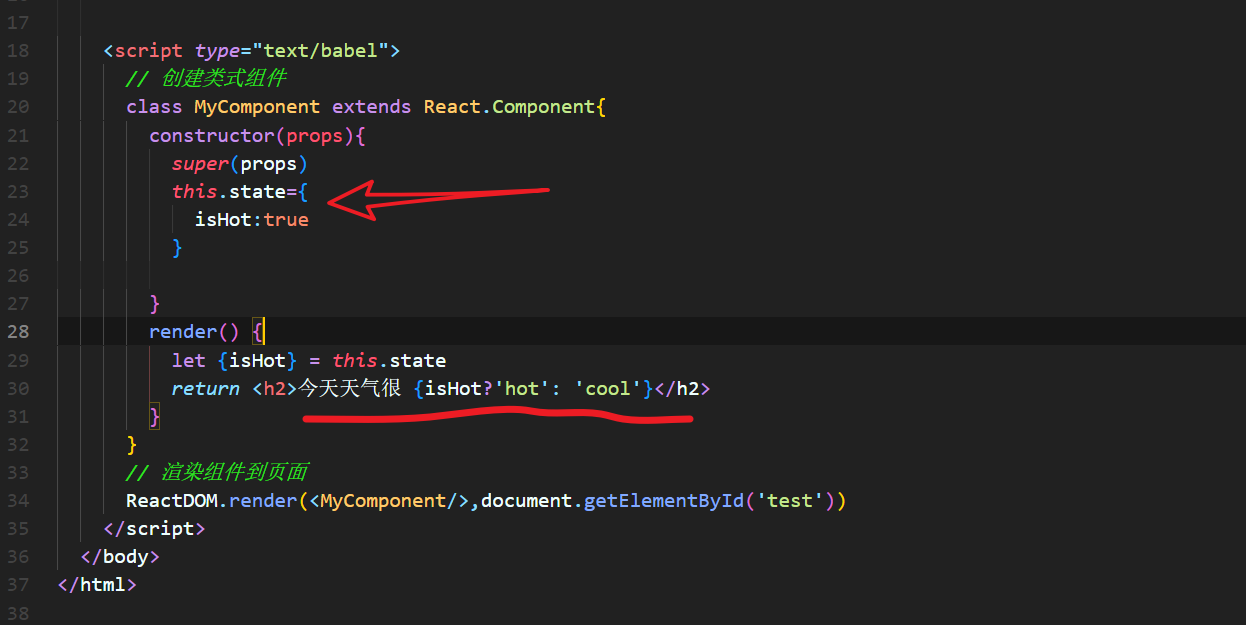 17
18 <script type="text/babel">
19 // 创建类式组件
20 class MyComponent extends React.Component{
21 constructor(props){
22 super(props)
23 this.state={
24 isHot:true
25 }
26
27 }
28 render() {
29 let {isHot} = this.state
30 return <h2>今天天气很 {isHot?'hot': 'cool'}</h2>
31 }
32 }
33 // 渲染组件到页面
34 ReactDOM.render(<MyComponent/>,document.getElementById('test'))
35 </script>
36 </body>
37 </html>
38